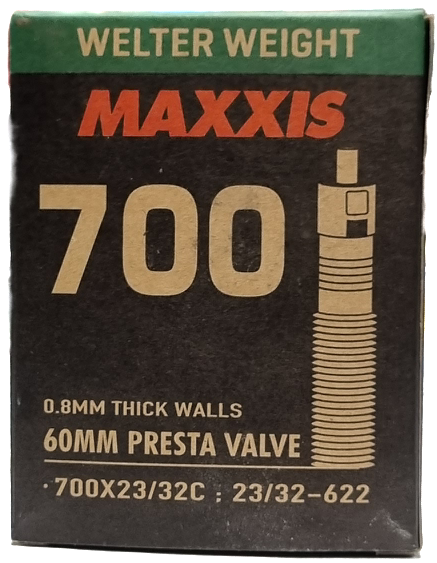 WELTER WEIGHT
MAXXIS
700
0.8MM THICK WALLS
60MM PRESTA VALVE
·700X23/32C ; 23/32-622